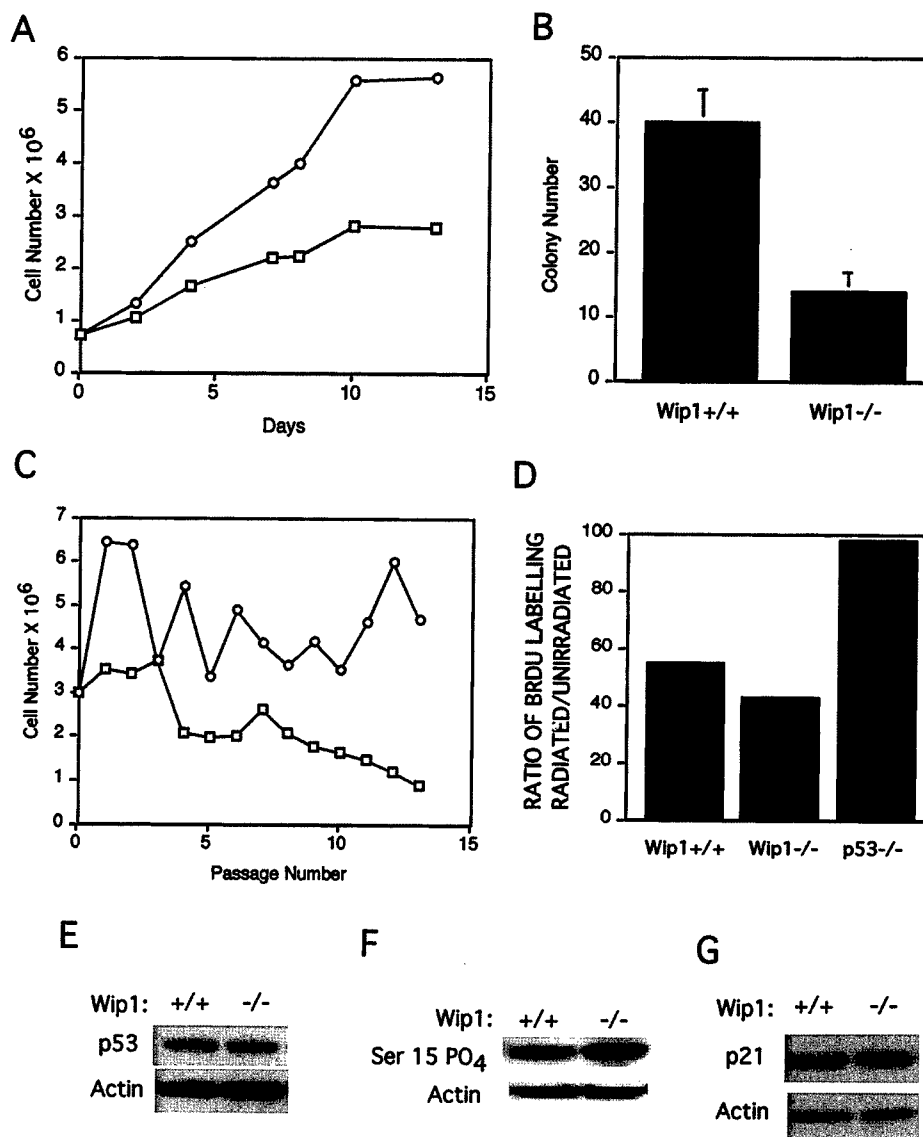 A
Cell Number X 10^6
6
5
4
3
2
1
0
0 5 10 15
Days
B
Colony Number
50
40
30
20
10
0
Wip1+/+ Wip1-/-
C
Cell Number X 10^6
7
6
5
4
3
2
1
0
0 5 10 15
Passage Number
D
RATIO OF BRDU LABELLING
RADIATED/UNIRRADIATED
100
80
60
40
20
0
Wip1+/+ Wip1-/- p53-/-
E
Wip1: +/+ -/-
p53
Actin
F
Wip1: +/+ -/-
Ser 15 PO4
Actin
G
Wip1: +/+ -/-
p21
Actin